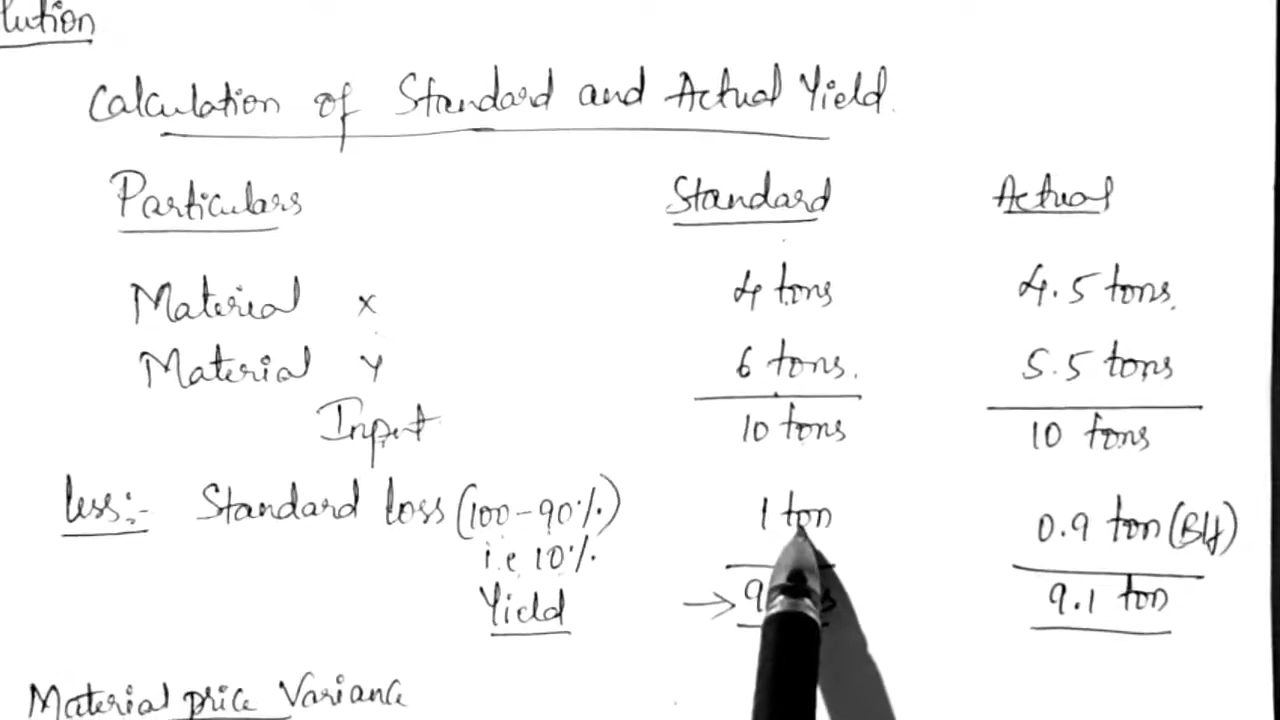 lution
Calculation of Standard and Actual Yield.
Particulars Standard Actual
Material X 4 tons 4.5 tons.
Material Y 6 tons. 5.5 tons
Input 10 tons 10 tons
less:- Standard loss (100-90%) 1 ton 0.9 ton (B/f)
i.e 10%
Yield → 9 9.1 ton
Material price Variance